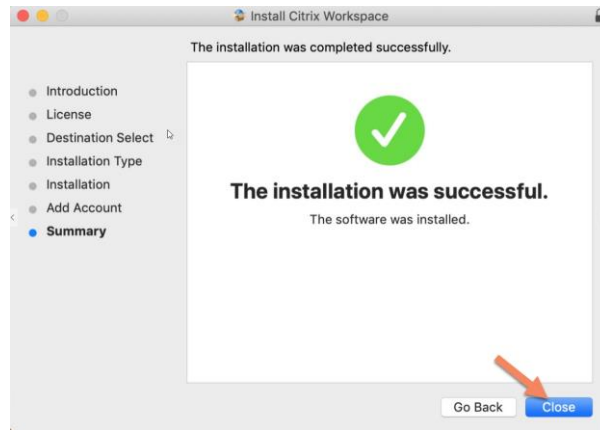 Install Citrix Workspace
The installation was completed successfully.
Introduction
License
Destination Select
Installation Type
Installation
Add Account
Summary
The installation was successful.
The software was installed.
Go Back
Close